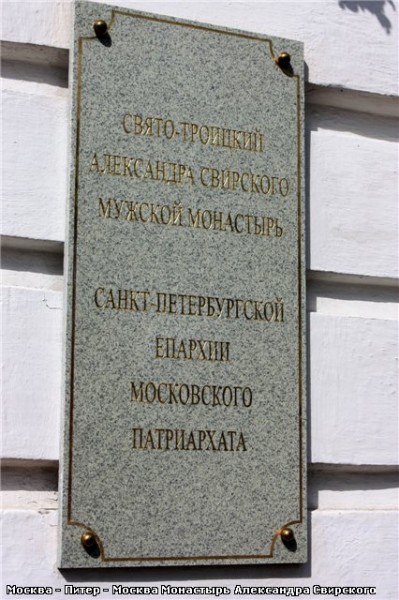 СВЯТО-ТРОИЦКИЙ
АЛЕКСАНДРА СВИРСКОГО
МУЖСКОЙ МОНАСТЫРЬ
САНКТ-ПЕТЕРБУРГСКОЙ
ЕПАРХИИ
МОСКОВСКОГО
ПАТРИАРХАТА
Москва - Питер - Москва Монастырь Александра Свирского